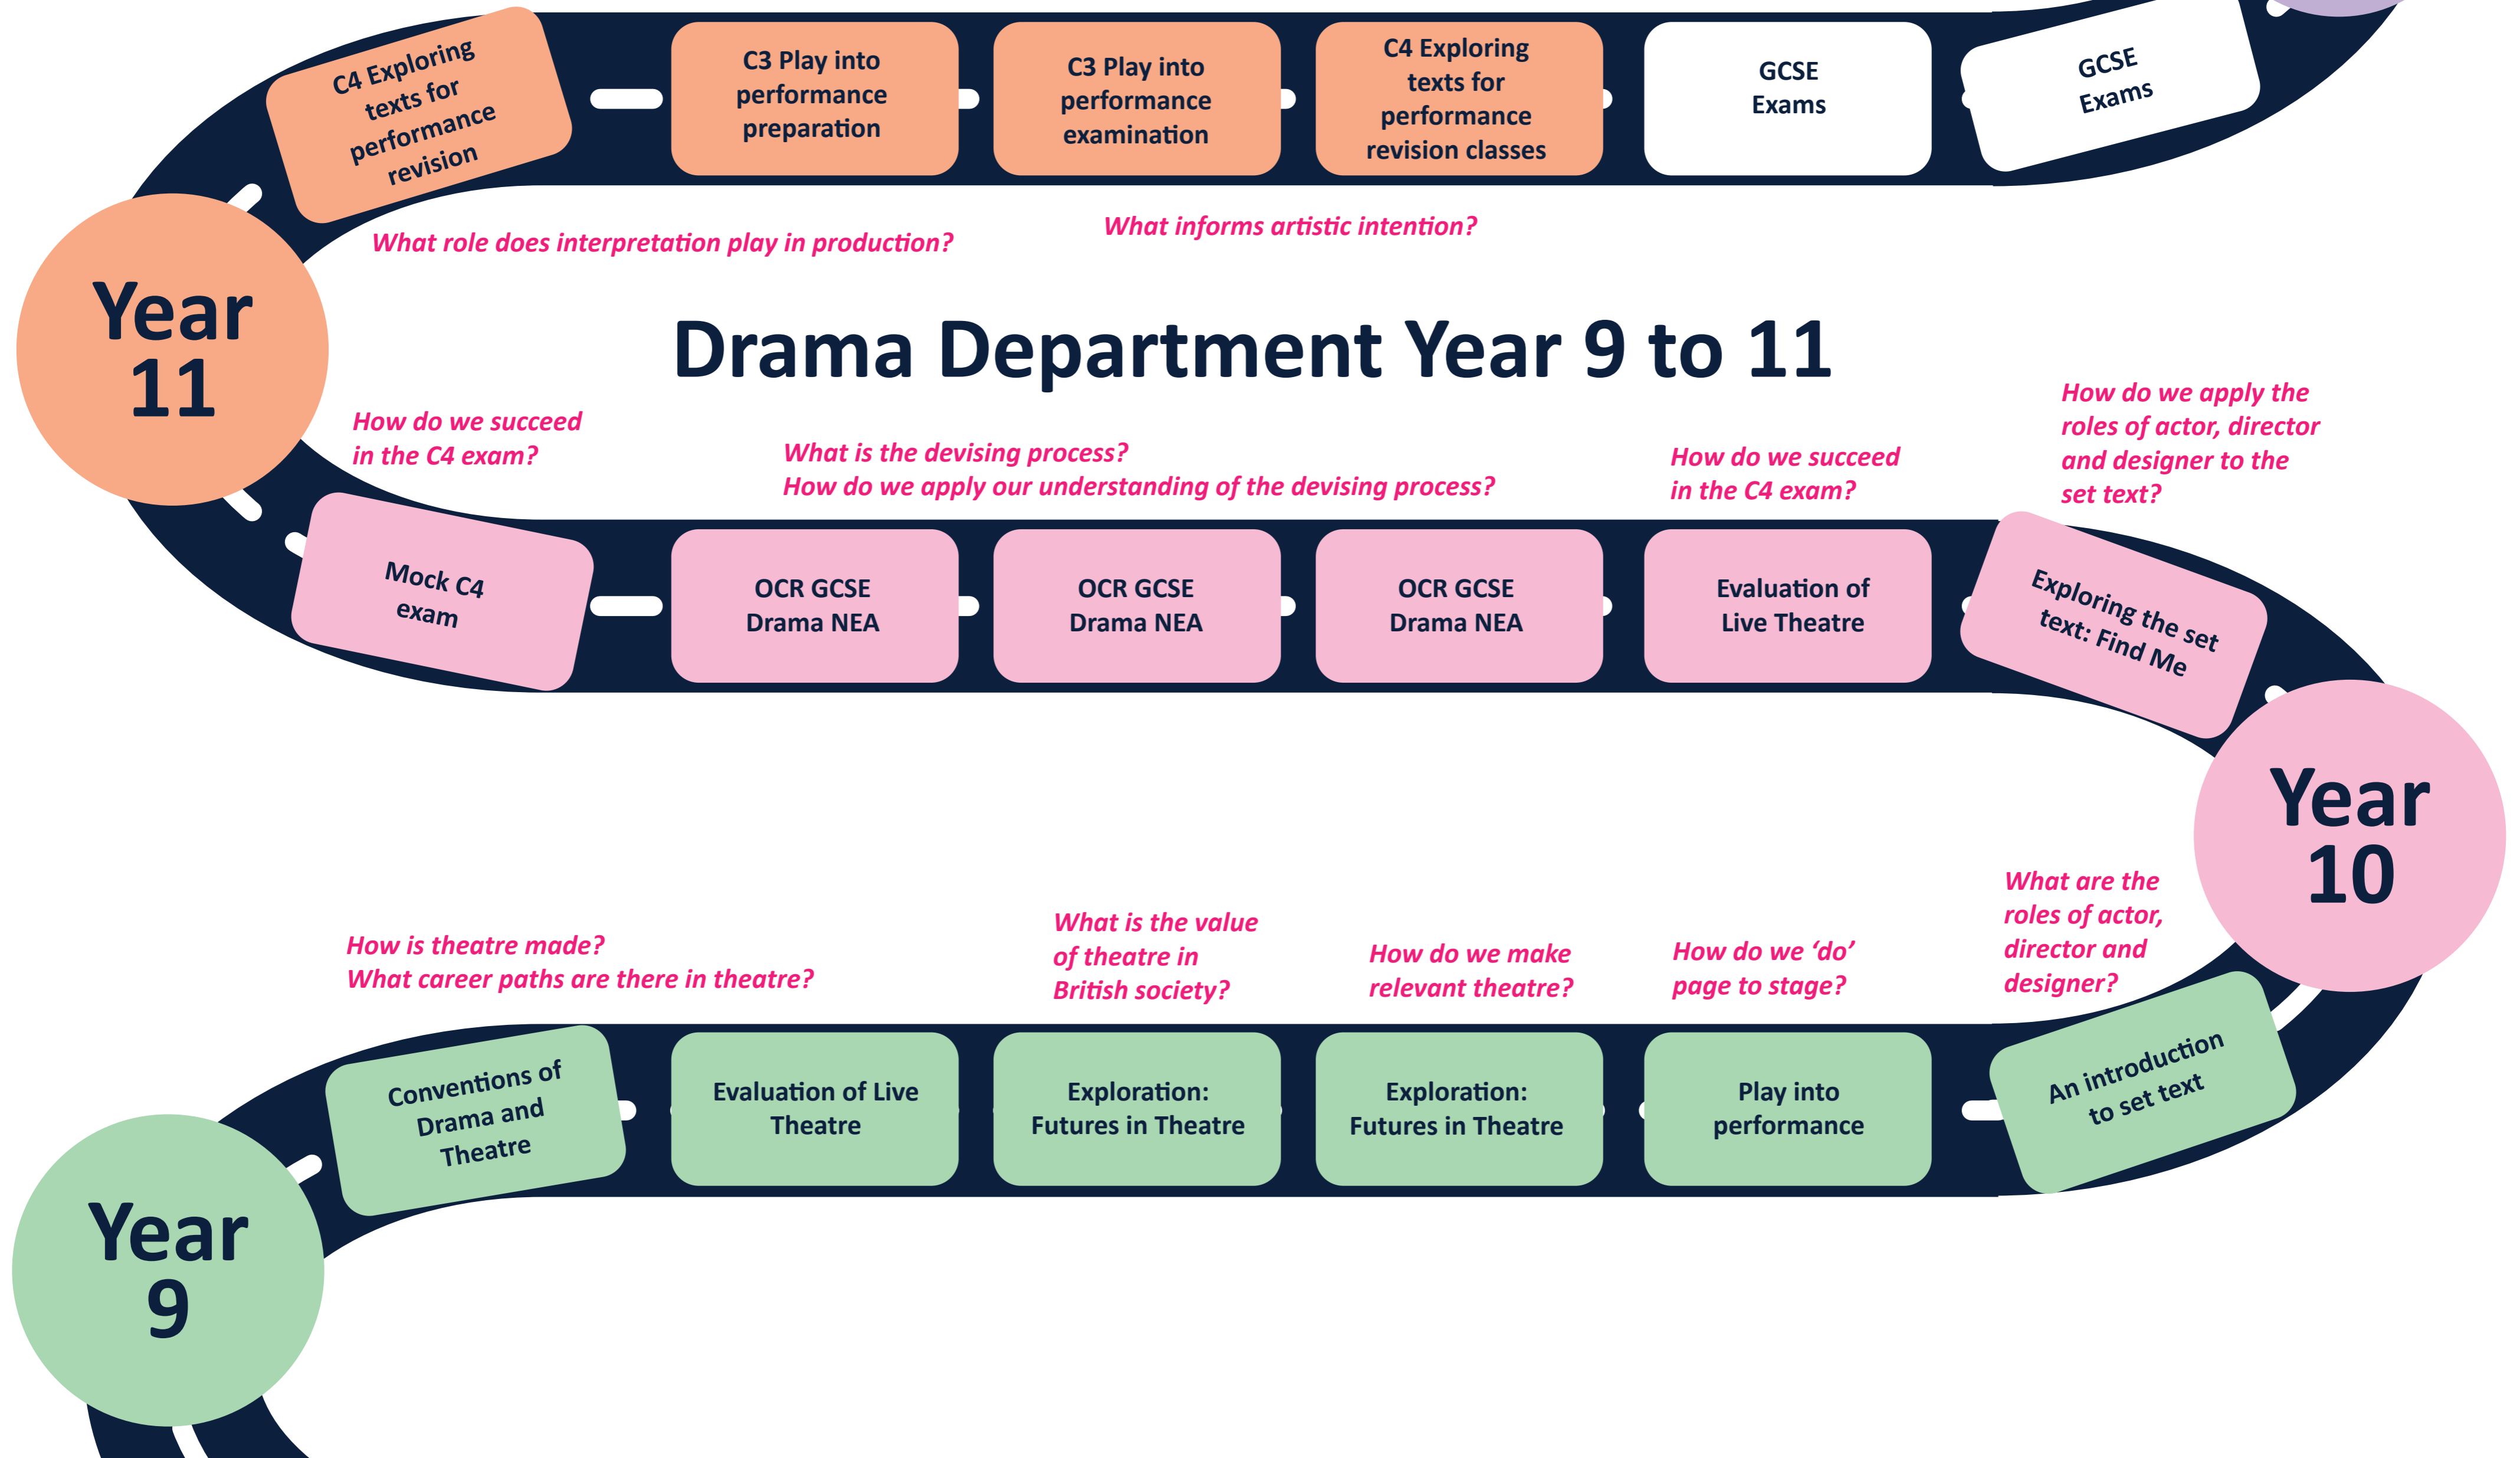 C4 Exploring
texts for
performance
revision
C3 Play into
performance
preparation
C3 Play into
performance
examination
C4 Exploring
texts for
performance
revision classes
GCSE
Exams
GCSE
Exams
What role does interpretation play in production?
What informs artistic intention?
Year
11
Drama Department Year 9 to 11
How do we succeed
in the C4 exam?
What is the devising process?
How do we apply our understanding of the devising process?
How do we succeed
in the C4 exam?
How do we apply the
roles of actor, director
and designer to the
set text?
Mock C4
exam
OCR GCSE
Drama NEA
OCR GCSE
Drama NEA
OCR GCSE
Drama NEA
Evaluation of
Live Theatre
Exploring the set
text: Find Me
Year
10
How is theatre made?
What career paths are there in theatre?
What is the value
of theatre in
British society?
How do we make
relevant theatre?
How do we ‘do’
page to stage?
What are the
roles of actor,
director and
designer?
Conventions of
Drama and
Theatre
Evaluation of Live
Theatre
Exploration:
Futures in Theatre
Exploration:
Futures in Theatre
Play into
performance
An introduction
to set text
Year
9